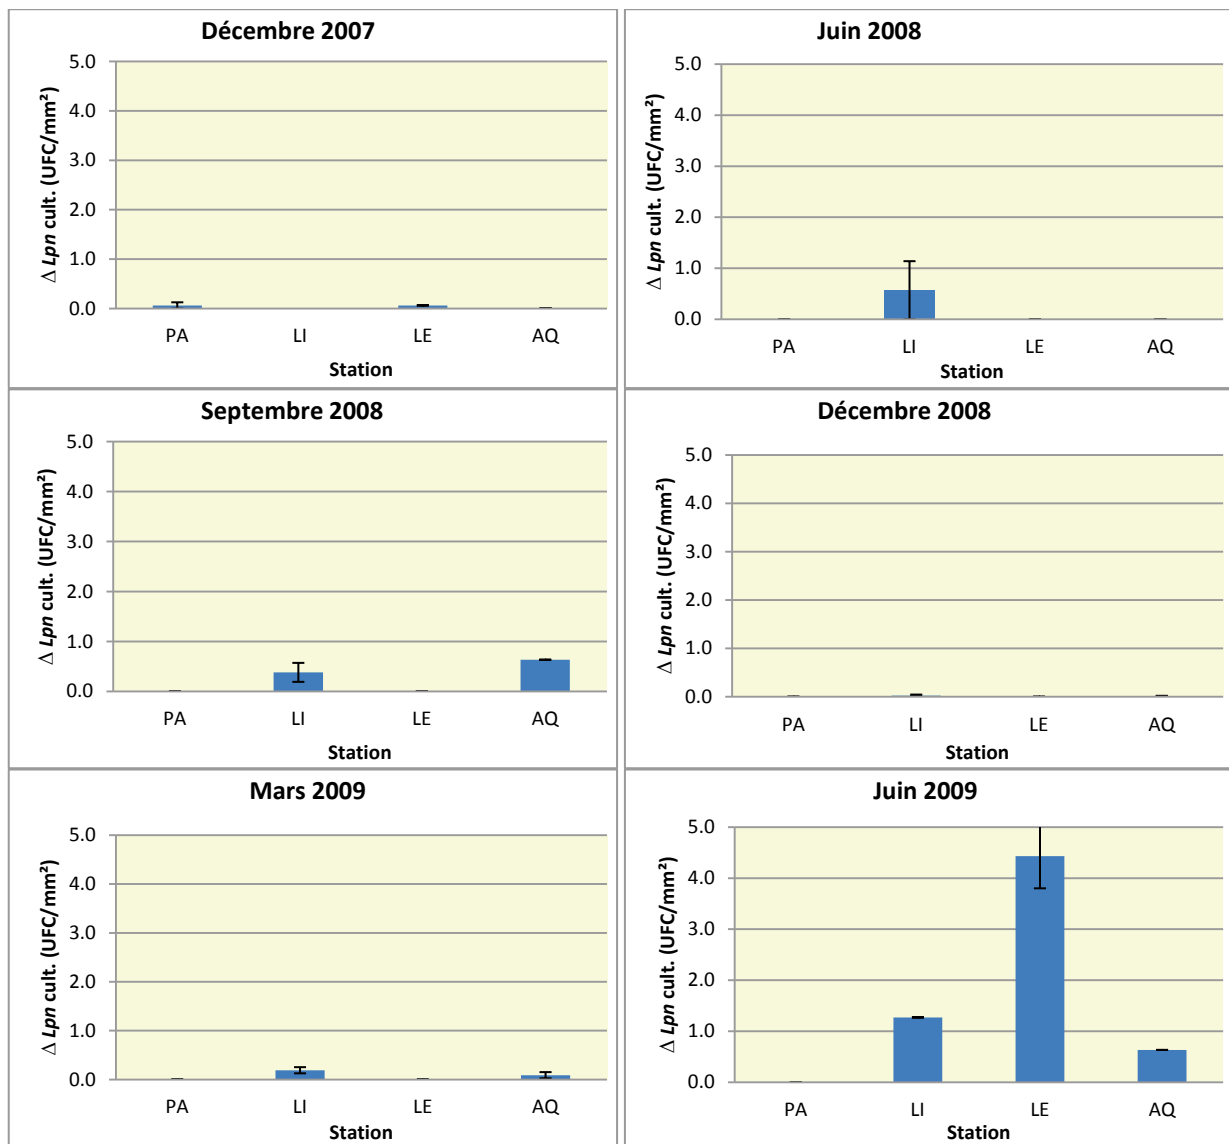 Décembre 2007
Δ Lpn cult. (UFC/mm²)
5.0
4.0
3.0
2.0
1.0
0.0
PA LI LE AQ
Station
Juin 2008
Δ Lpn cult. (UFC/mm²)
5.0
4.0
3.0
2.0
1.0
0.0
PA LI LE AQ
Station
Septembre 2008
Δ Lpn cult. (UFC/mm²)
5.0
4.0
3.0
2.0
1.0
0.0
PA LI LE AQ
Station
Décembre 2008
Δ Lpn cult. (UFC/mm²)
5.0
4.0
3.0
2.0
1.0
0.0
PA LI LE AQ
Station
Mars 2009
Δ Lpn cult. (UFC/mm²)
5.0
4.0
3.0
2.0
1.0
0.0
PA LI LE AQ
Station
Juin 2009
Δ Lpn cult. (UFC/mm²)
5.0
4.0
3.0
2.0
1.0
0.0
PA LI LE AQ
Station